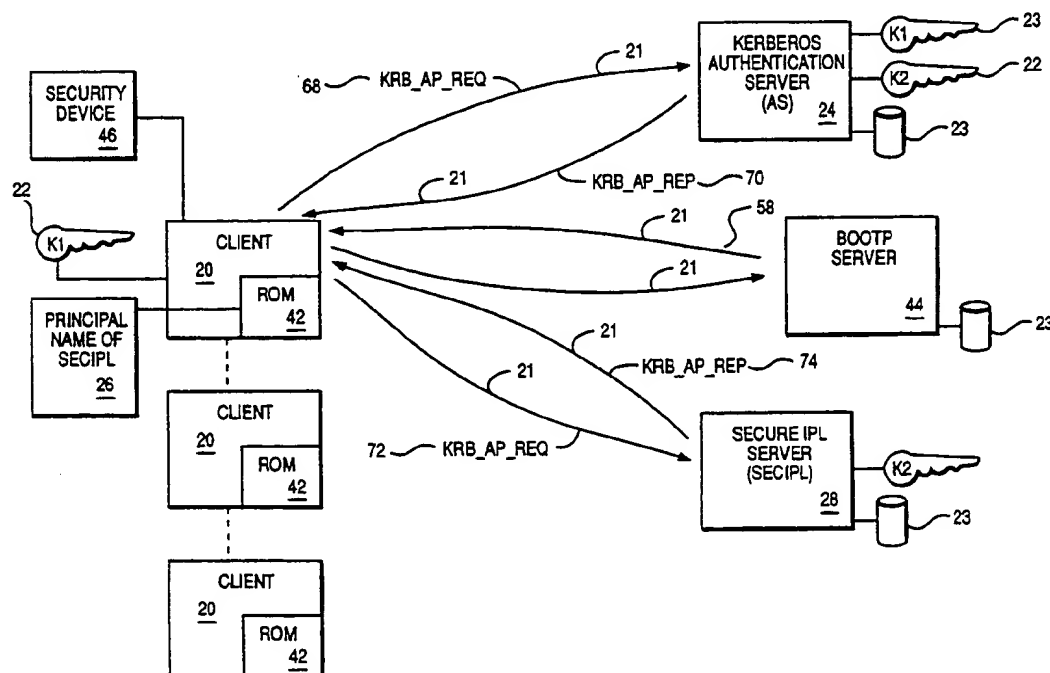 SECURITY
DEVICE
46
22
K1
PRINCIPAL
NAME OF
SECIPL
26
CLIENT
20
ROM
42
CLIENT
20
ROM
42
CLIENT
20
ROM
42
68
KRB_AP_REQ
21
21
KRB_AP_REP
70
21
58
21
21
KRB_AP_REP
74
21
72
KRB_AP_REQ
KERBEROS
AUTHENTICATION
SERVER
(AS)
24
K1
23
K2
22
23
BOOTP
SERVER
44
23
SECURE IPL
SERVER
(SECIPL)
28
K2
23